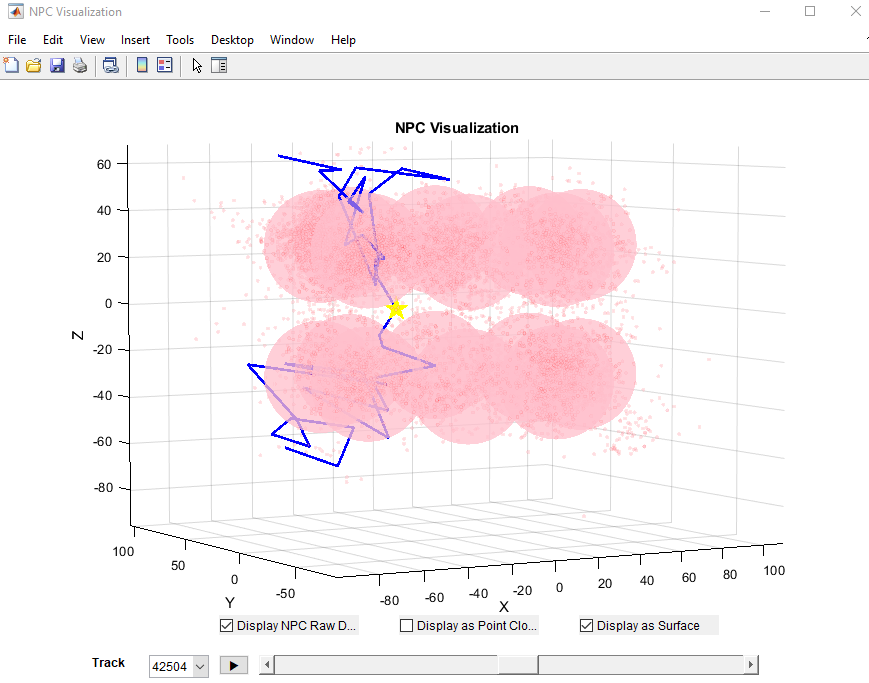 NPC Visualization
File Edit View Insert Tools Desktop Window Help
NPC Visualization
60
40
20
0
-20
-40
-60
-80
Z
100
50
0
-50
Y
-80
-60
-40
-20
0
20
40
60
80
100
X
Display NPC Raw D...
Display as Point Clo...
Display as Surface
Track
42504